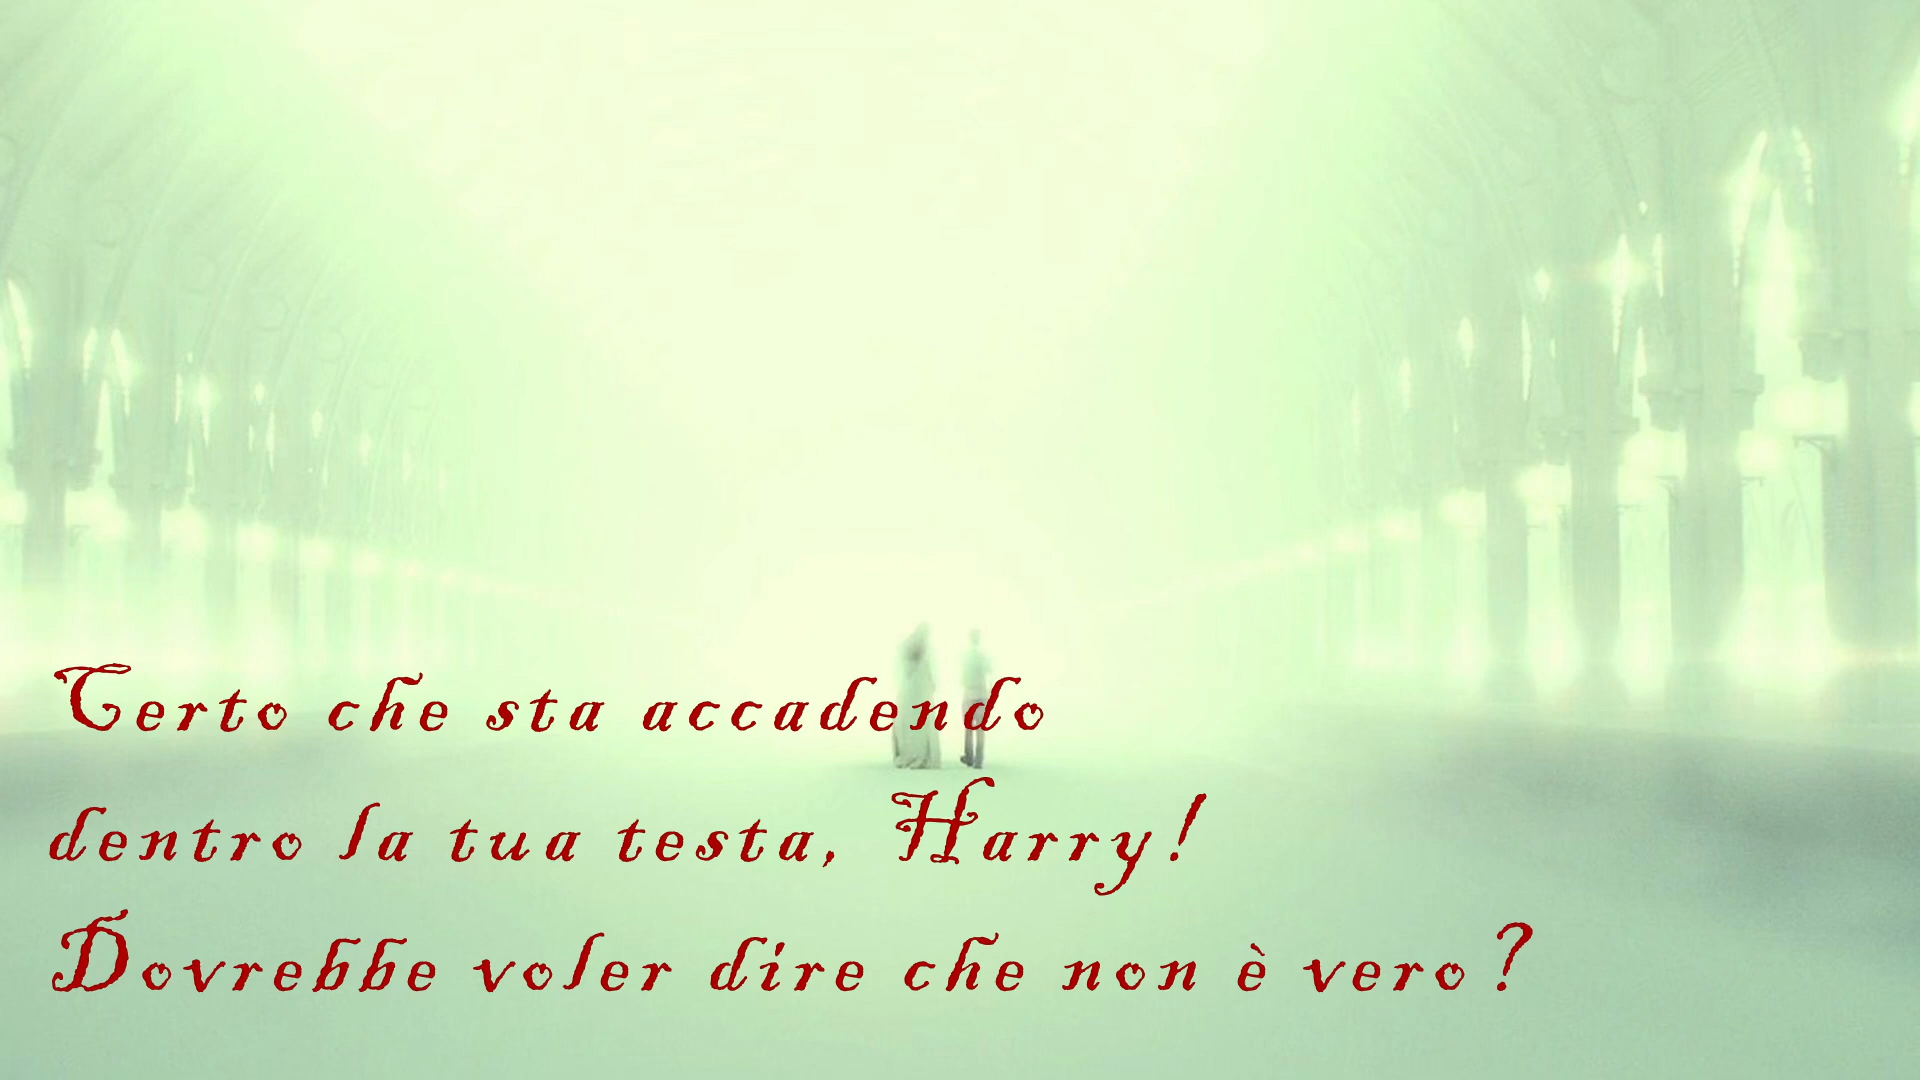 Certo che sta accadendo
dentro la tua testa, Harry!
Dovrebbe voler dire che non è vero?